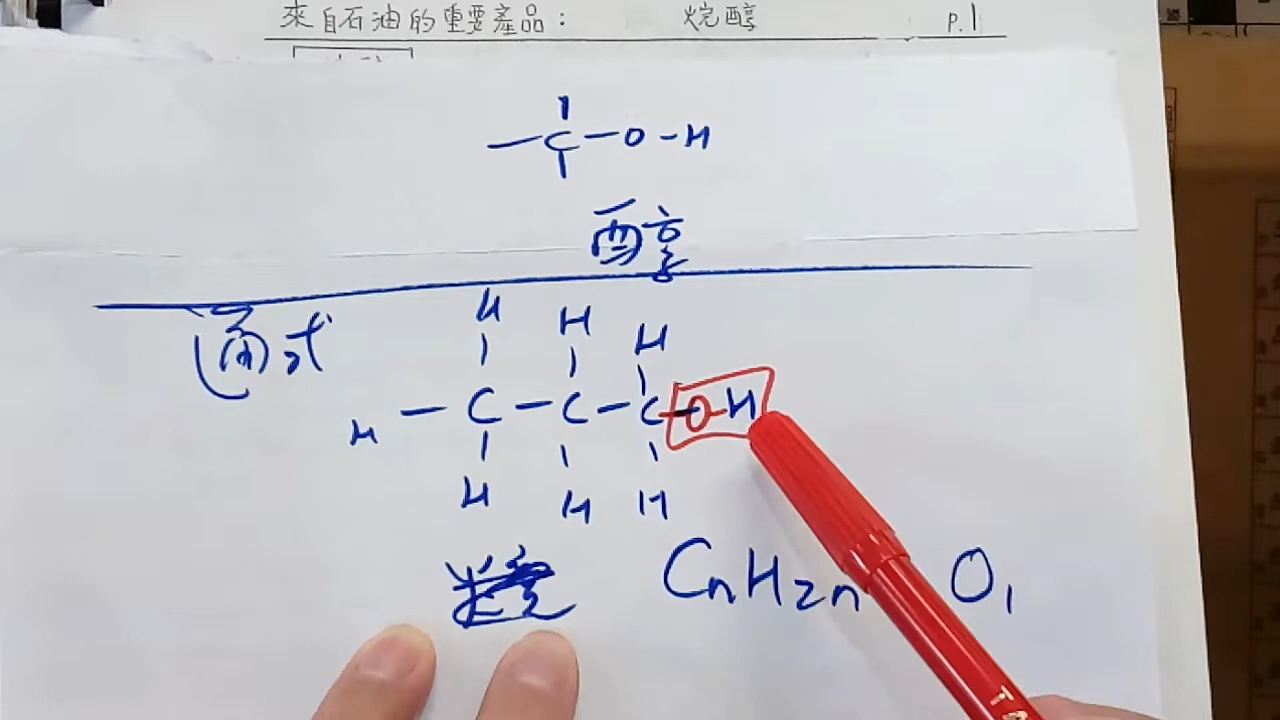 來自石油的重要產品： 烷醇 p.1
C - O - H
醇
通式
H H H
H - C - C - C - O - H
H H H
CnH2n O1